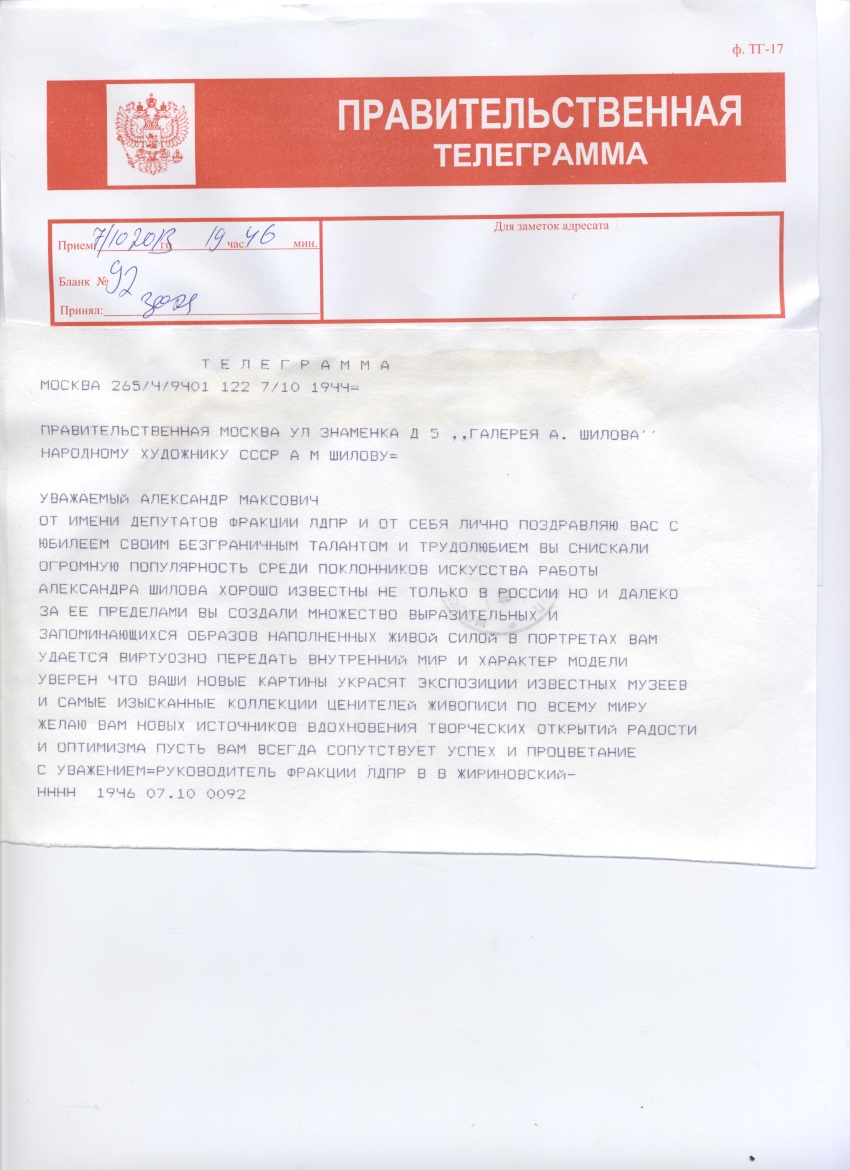 ф. ТГ-17
ПРАВИТЕЛЬСТВЕННАЯ
ТЕЛЕГРАММА
Прием 7/10 2013 го 19 час. 46 мин.
Для заметок адресата
Бланк № 92
Принял:
Т Е Л Е Г Р А М М А
МОСКВА 265/4/9401 122 7/10 1944=
ПРАВИТЕЛЬСТВЕННАЯ МОСКВА УЛ ЗНАМЕНКА Д 5 ,,ГАЛЕРЕЯ А. ШИЛОВА''
НАРОДНОМУ ХУДОЖНИКУ СССР А М ШИЛОВУ=
УВАЖАЕМЫЙ АЛЕКСАНДР МАКСОВИЧ
ОТ ИМЕНИ ДЕПУТАТОВ ФРАКЦИИ ЛДПР И ОТ СЕБЯ ЛИЧНО ПОЗДРАВЛЯЮ ВАС С
ЮБИЛЕЕМ СВОИМ БЕЗГРАНИЧНЫМ ТАЛАНТОМ И ТРУДОЛЮБИЕМ ВЫ СНИСКАЛИ
ОГРОМНУЮ ПОПУЛЯРНОСТЬ СРЕДИ ПОКЛОННИКОВ ИСКУССТВА РАБОТЫ
АЛЕКСАНДРА ШИЛОВА ХОРОШО ИЗВЕСТНЫ НЕ ТОЛЬКО В РОССИИ НО И ДАЛЕКО
ЗА ЕЕ ПРЕДЕЛАМИ ВЫ СОЗДАЛИ МНОЖЕСТВО ВЫРАЗИТЕЛЬНЫХ И
ЗАПОМИНАЮЩИХСЯ ОБРАЗОВ НАПОЛНЕННЫХ ЖИВОЙ СИЛОЙ В ПОРТРЕТАХ ВАМ
УДАЕТСЯ ВИРТУОЗНО ПЕРЕДАТЬ ВНУТРЕННИЙ МИР И ХАРАКТЕР МОДЕЛИ
УВЕРЕН ЧТО ВАШИ НОВЫЕ КАРТИНЫ УКРАСЯТ ЭКСПОЗИЦИИ ИЗВЕСТНЫХ МУЗЕЕВ
И САМЫЕ ИЗЫСКАННЫЕ КОЛЛЕКЦИИ ЦЕНИТЕЛЕЙ ЖИВОПИСИ ПО ВСЕМУ МИРУ
ЖЕЛАЮ ВАМ НОВЫХ ИСТОЧНИКОВ ВДОХНОВЕНИЯ ТВОРЧЕСКИХ ОТКРЫТИЙ РАДОСТИ
И ОПТИМИЗМА ПУСТЬ ВАМ ВСЕГДА СОПУТСТВУЕТ УСПЕХ И ПРОЦВЕТАНИЕ
С УВАЖЕНИЕМ=РУКОВОДИТЕЛЬ ФРАКЦИИ ЛДПР В В ЖИРИНОВСКИЙ-
НННН 1946 07.10 0092